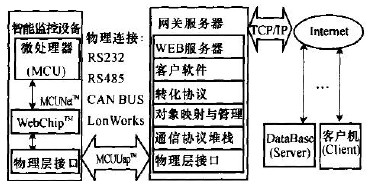 智能监控设备
微处理器
(MCU)
MCUNet™
WebChip™
物理层接口
物理连接:
RS232
RS485
CAN BUS
LonWorks
MCUUap™
网关服务器
WEB服务器
客户软件
转化协议
对象映射与管理
通信协议堆栈
物理层接口
TCP/IP
Internet
...
DataBase
(Server)
客户机
(Client)